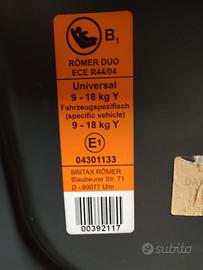 B1
RÖMER DUO
ECE R44/04
Universal
9 - 18 kg Y
Fahrzeugspezifisch
(specific vehicle)
9 - 18 kg Y
E1
04301133
BRITAX RÖMER
Blaubeurer Str. 71
D - 89077 Ulm
00392117
subito